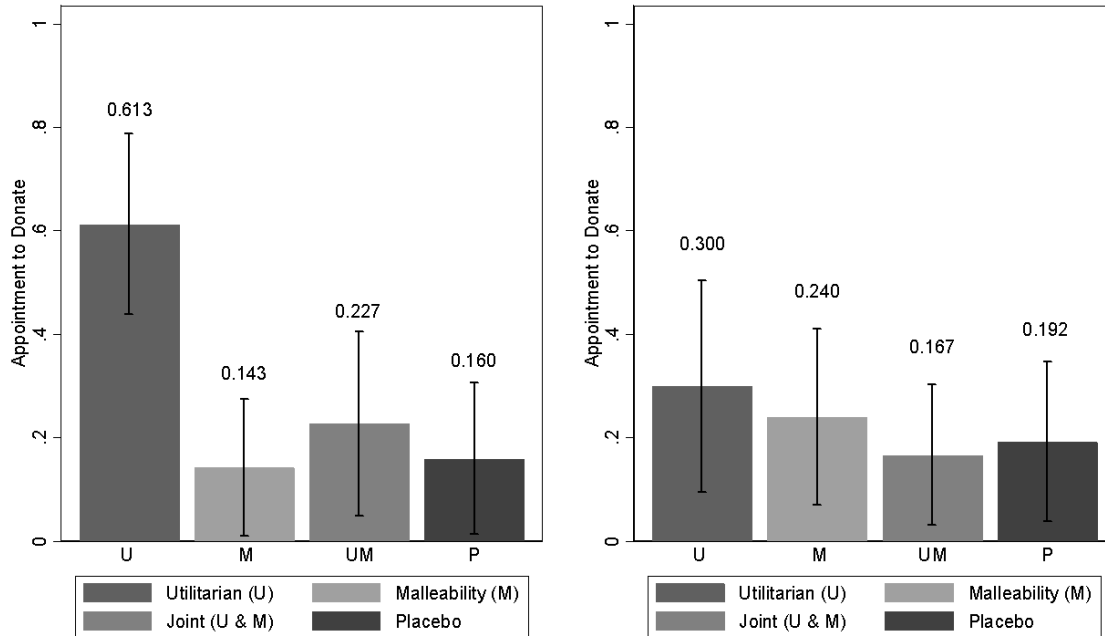 Appointment to Donate
1
.8
.6
.4
.2
0
0.613
0.143
0.227
0.160
U M UM P
Utilitarian (U) Malleability (M)
Joint (U & M) Placebo
Appointment to Donate
1
.8
.6
.4
.2
0
0.300
0.240
0.167
0.192
U M UM P
Utilitarian (U) Malleability (M)
Joint (U & M) Placebo